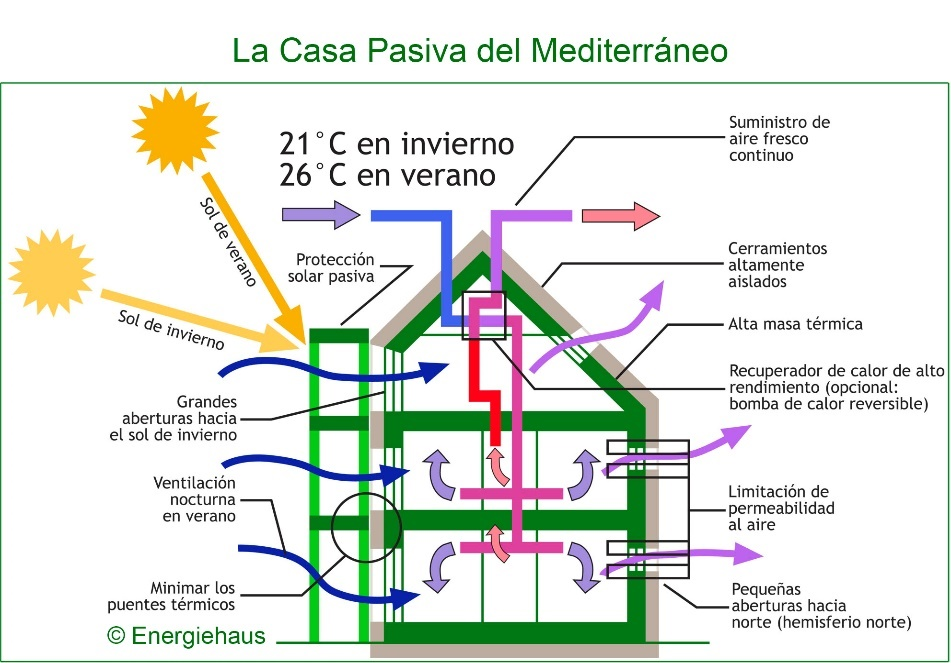 La Casa Pasiva del Mediterráneo
21°C en invierno
26°C en verano
Suministro de
aire fresco
continuo
Sol de verano
Sol de invierno
Protección
solar pasiva
Cerramientos
altamente
aislados
Alta masa térmica
Recuperador de calor de alto
rendimiento (opcional:
bomba de calor reversible)
Grandes
aberturas hacia
el sol de invierno
Ventilación
nocturna
en verano
Limitación de
permeabilidad
al aire
Minimar los
puentes térmicos
Pequeñas
aberturas hacia
norte (hemisferio norte)
© Energiehaus